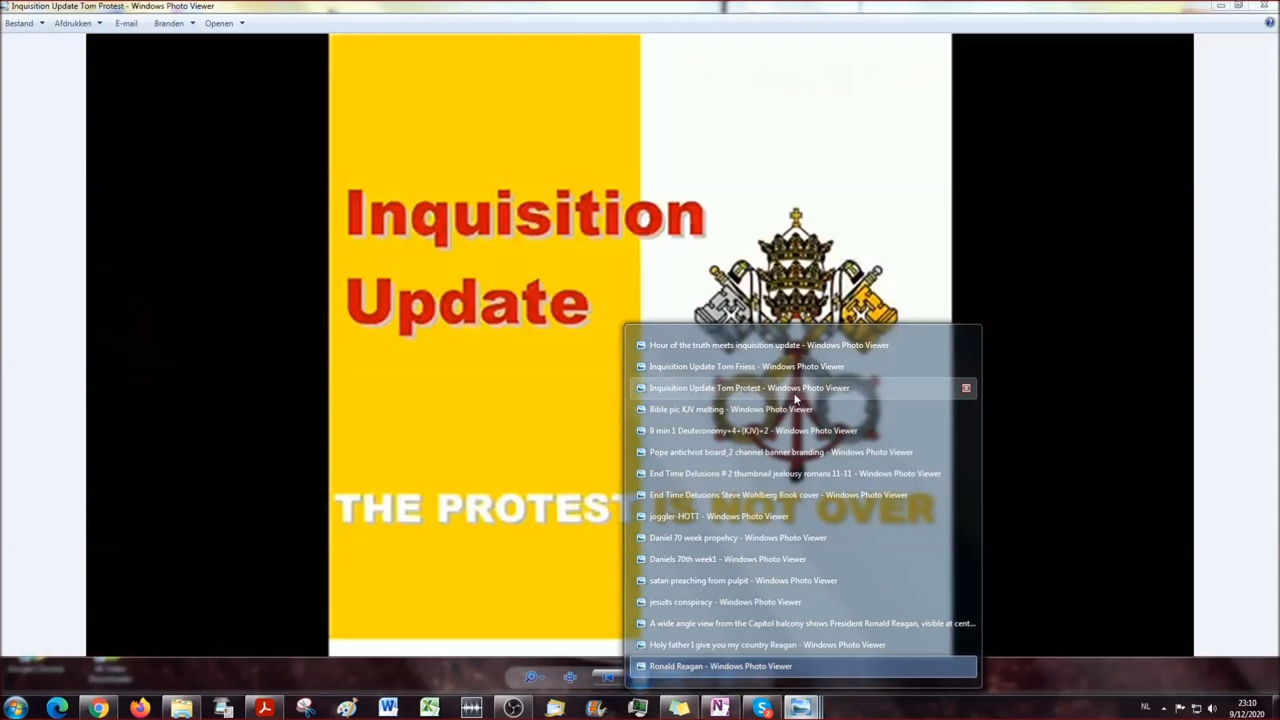 Inquisition Update Tom Protest - Windows Photo Viewer
Bestand Afdrukken E-mail Branden Openen
Inquisition
Update
THE PROTEST OVER
Hour of the truth meets inquisition update - Windows Photo Viewer
Inquisition Update Tom Friess - Windows Photo Viewer
Inquisition Update Tom Protest - Windows Photo Viewer
Bible pic KJV melting - Windows Photo Viewer
9 min 1 Deuteronomy+4+(KJV)+2 - Windows Photo Viewer
Pope antichrist board_2 channel banner branding - Windows Photo Viewer
End Time Delusions # 2 thumbnail jealousy romans 11-11 - Windows Photo Viewer
End Time Delusions Steve Wohlberg Book cover - Windows Photo Viewer
joggler-HOTT - Windows Photo Viewer
Daniel 70 week propehcy - Windows Photo Viewer
Daniels 70th week1 - Windows Photo Viewer
satan preaching from pulpit - Windows Photo Viewer
jesuits conspiracy - Windows Photo Viewer
A wide angle view from the Capitol balcony shows President Ronald Reagan, visible at cent...
Holy father I give you my country Reagan - Windows Photo Viewer
Ronald Reagan - Windows Photo Viewer
NL
23:10
9/12/2020